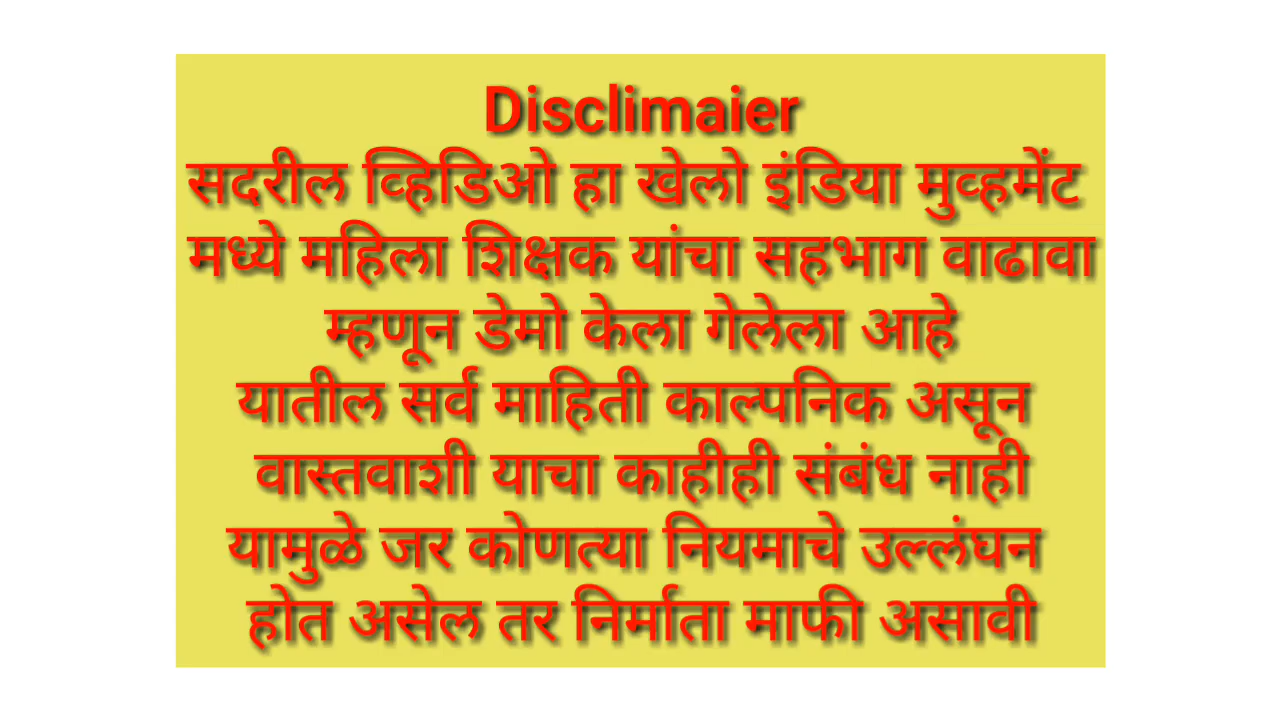 Disclimaier
सदरील व्हिडिओ हा खेलो इंडिया मुव्हमेंट
मध्ये महिला शिक्षक यांचा सहभाग वाढावा
म्हणून डेमो केला गेलेला आहे
यातील सर्व माहिती काल्पनिक असून
वास्तवाशी याचा काहीही संबंध नाही
यामुळे जर कोणत्या नियमाचे उल्लंघन
होत असेल तर निर्माता माफी असावी